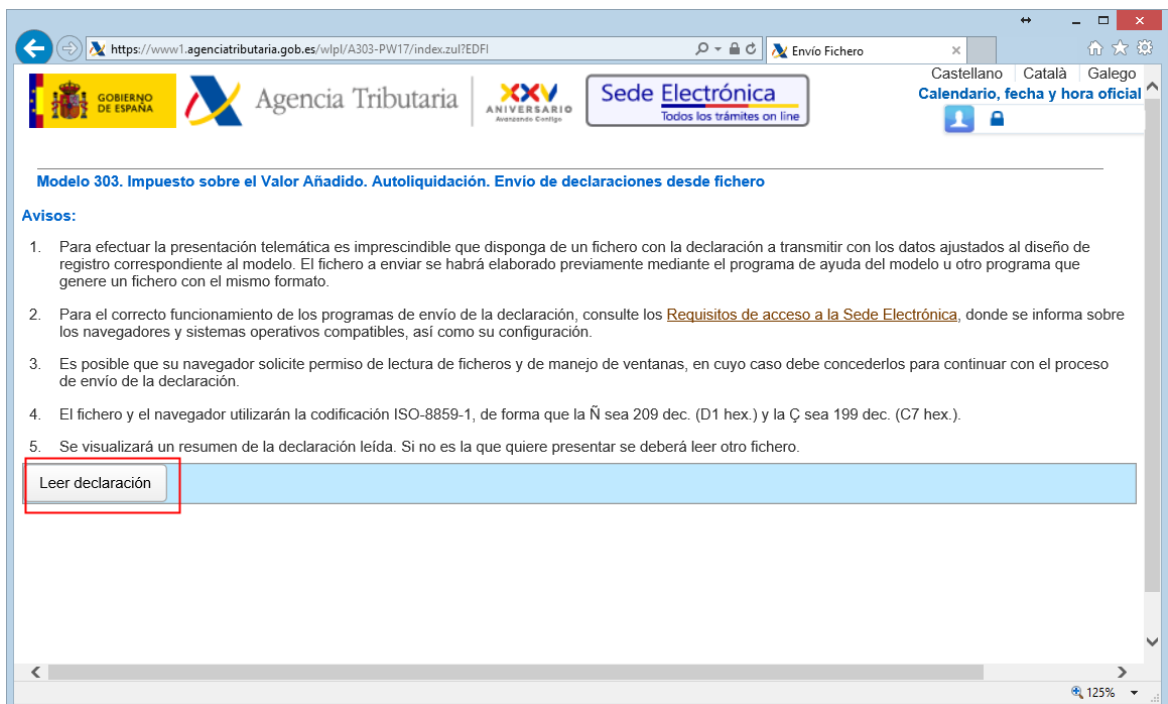 https://www1.agenciatributaria.gob.es/wlpl/A303-PW17/index.zul?EDFI
Envío Fichero
Castellano Català Galego
Calendario, fecha y hora oficial
GOBIERNO
DE ESPAÑA
Agencia Tributaria
XXV
ANIVERSARIO
Avanzando Contigo
Sede Electrónica
Todos los trámites on line
Modelo 303. Impuesto sobre el Valor Añadido. Autoliquidación. Envío de declaraciones desde fichero
Avisos:
1. Para efectuar la presentación telemática es imprescindible que disponga de un fichero con la declaración a transmitir con los datos ajustados al diseño de
registro correspondiente al modelo. El fichero a enviar se habrá elaborado previamente mediante el programa de ayuda del modelo u otro programa que
genere un fichero con el mismo formato.
2. Para el correcto funcionamiento de los programas de envío de la declaración, consulte los Requisitos de acceso a la Sede Electrónica, donde se informa sobre
los navegadores y sistemas operativos compatibles, así como su configuración.
3. Es posible que su navegador solicite permiso de lectura de ficheros y de manejo de ventanas, en cuyo caso debe concederlos para continuar con el proceso
de envío de la declaración.
4. El fichero y el navegador utilizarán la codificación ISO-8859-1, de forma que la Ñ sea 209 dec. (D1 hex.) y la Ç sea 199 dec. (C7 hex.).
5. Se visualizará un resumen de la declaración leída. Si no es la que quiere presentar se deberá leer otro fichero.
Leer declaración
125%